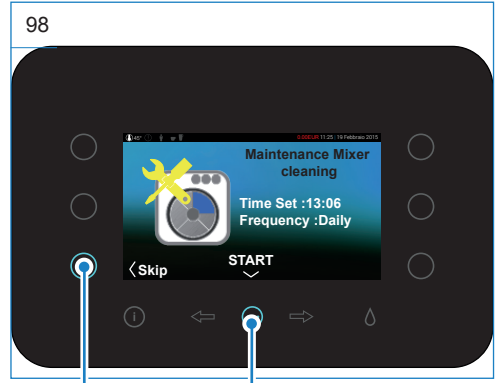 98
46°
0.00EUR 11:25 : 19 Febbraio 2015
Maintenance Mixer
cleaning
Time Set :13:06
Frequency :Daily
START
Skip
i